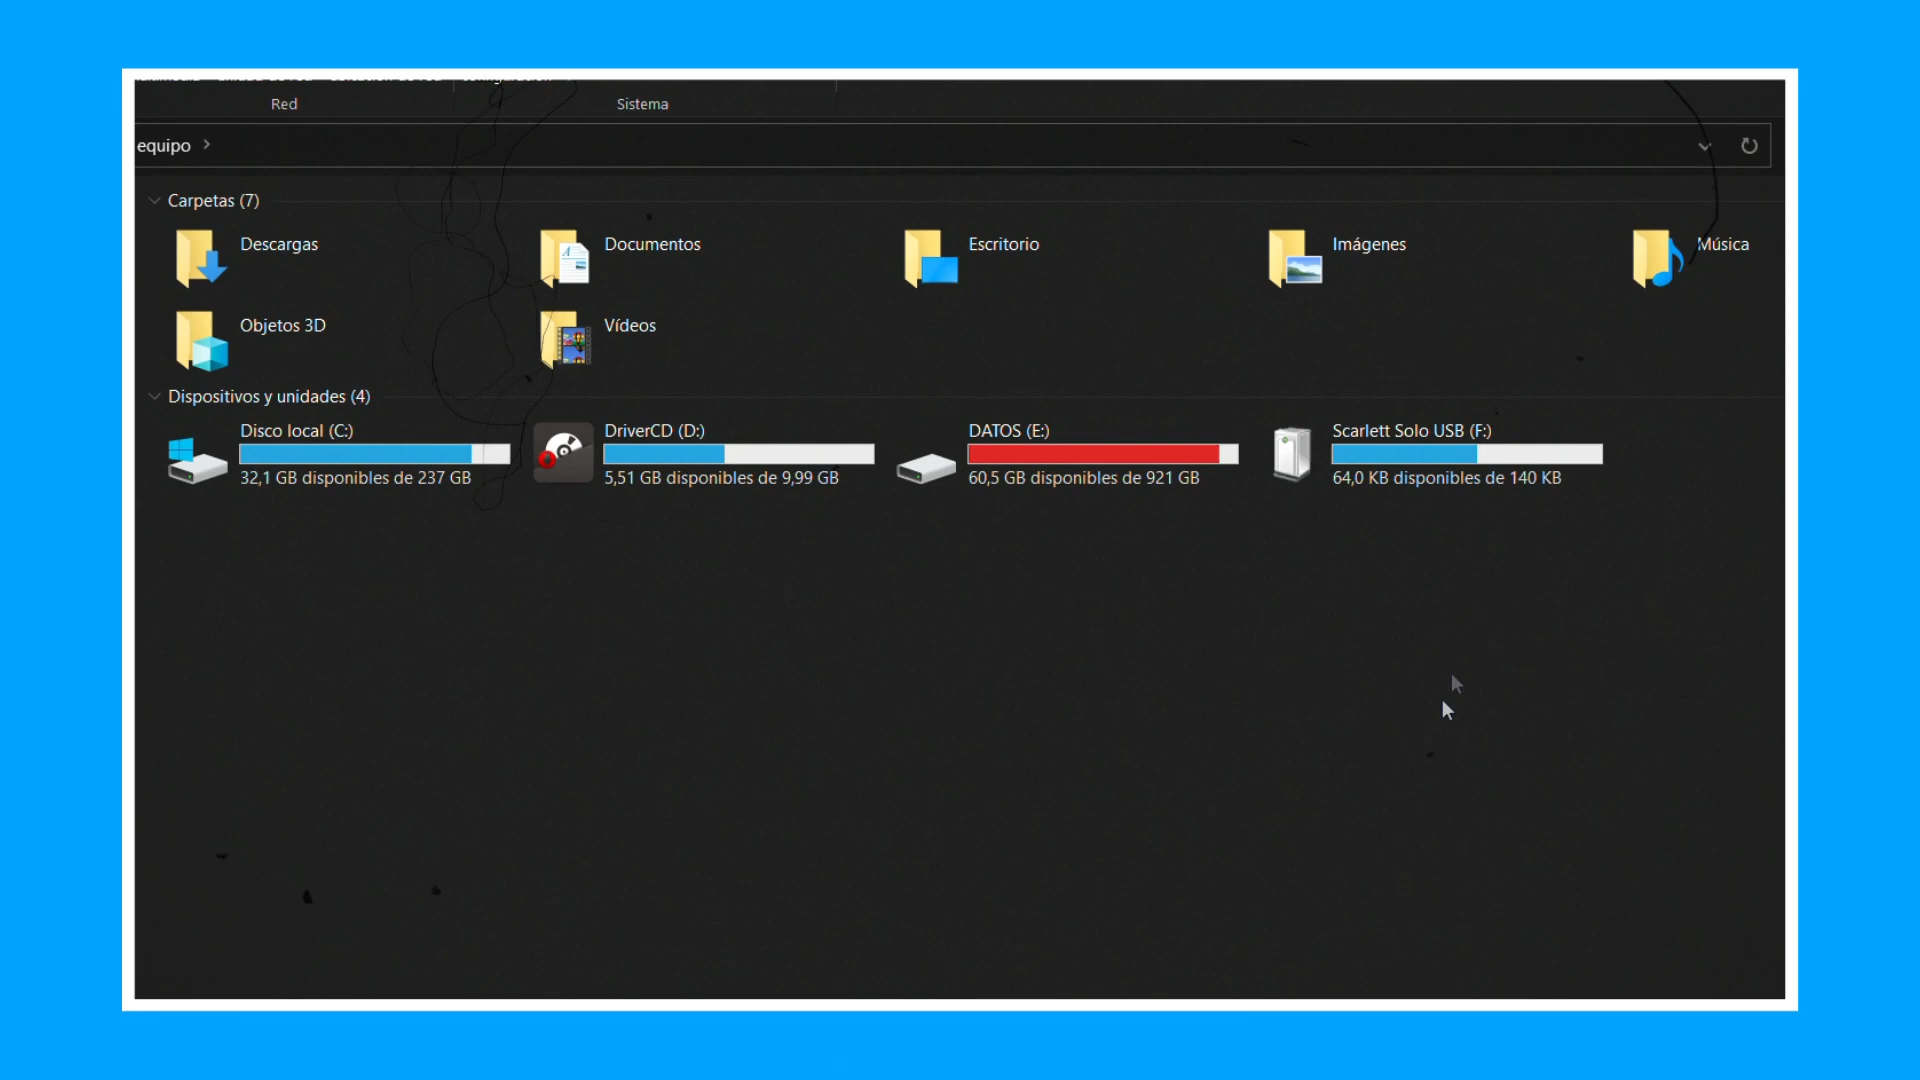 Red
Sistema
equipo
Carpetas (7)
Descargas
Documentos
Escritorio
Imágenes
Música
Objetos 3D
Vídeos
Dispositivos y unidades (4)
Disco local (C:)
32,1 GB disponibles de 237 GB
DriverCD (D:)
5,51 GB disponibles de 9,99 GB
DATOS (E:)
60,5 GB disponibles de 921 GB
Scarlett Solo USB (F:)
64,0 KB disponibles de 140 KB